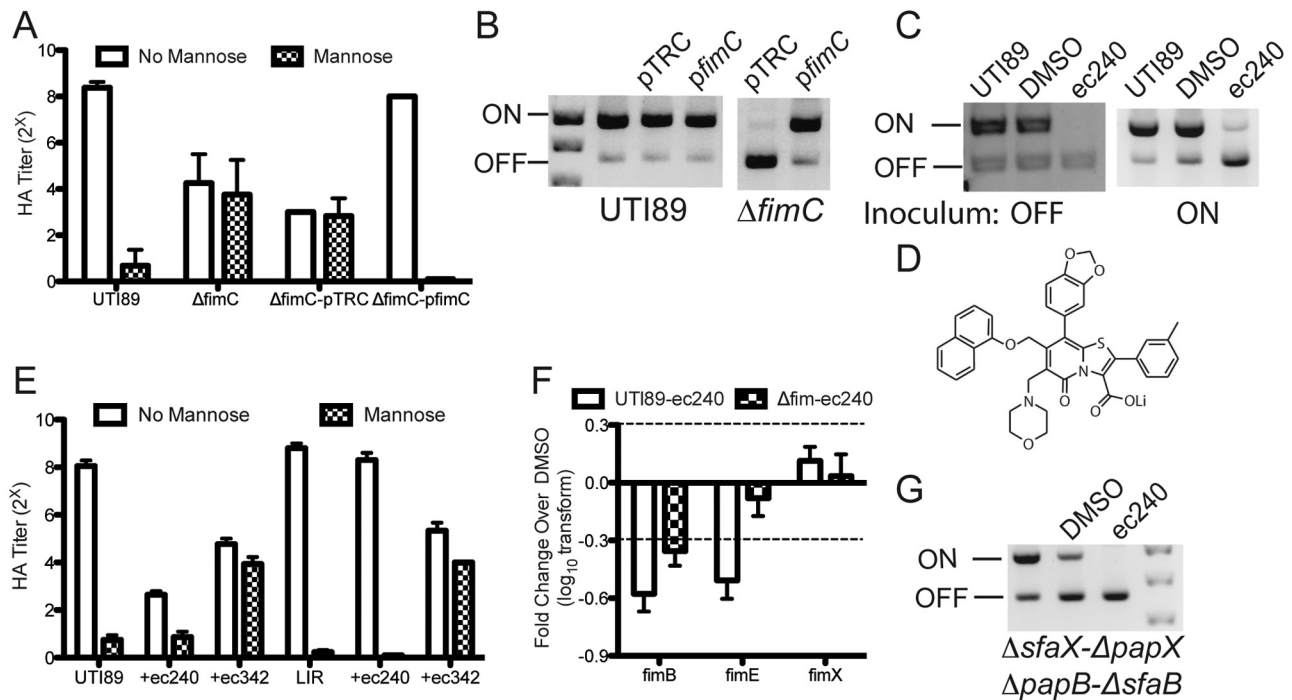 A
No Mannose Mannose
HA Titer (2^X)
10
8
6
4
2
0
UTI89 ΔfimC ΔfimC-pTRC ΔfimC-pfimC
B
pTRC pfimC pTRC pfimC
ON
OFF
UTI89 ΔfimC
C
UTI89 DMSO ec240 UTI89 DMSO ec240
ON
OFF
Inoculum: OFF ON
D
O O
O
S
N
O
N
O
O OLi
E
No Mannose Mannose
HA Titer (2^X)
10
8
6
4
2
0
UTI89 +ec240 +ec342 LIR +ec240 +ec342
F
UTI89-ec240 Δfim-ec240
Fold Change Over DMSO
(log10 transform)
0.3
0.0
-0.3
-0.6
-0.9
fimB fimE fimX
G
DMSO ec240
ON
OFF
ΔsfaX-ΔpapX
ΔpapB-ΔsfaB